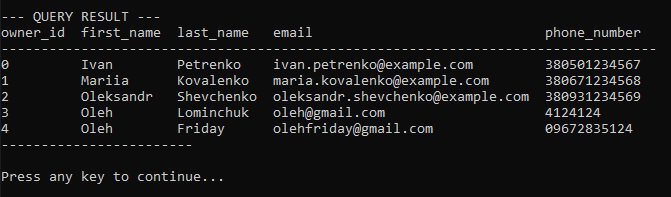 --- QUERY RESULT ---
owner_id  first_name  last_name   email                             phone_number
----------------------------------------------------------------------------------
0         Ivan        Petrenko    ivan.petrenko@example.com         380501234567
1         Mariia      Kovalenko   maria.kovalenko@example.com       380671234568
2         Oleksandr   Shevchenko  oleksandr.shevchenko@example.com  380931234569
3         Oleh        Lominchuk   oleh@gmail.com                    4124124
4         Oleh        Friday      olehfriday@gmail.com              09672835124
------------------------
Press any key to continue...